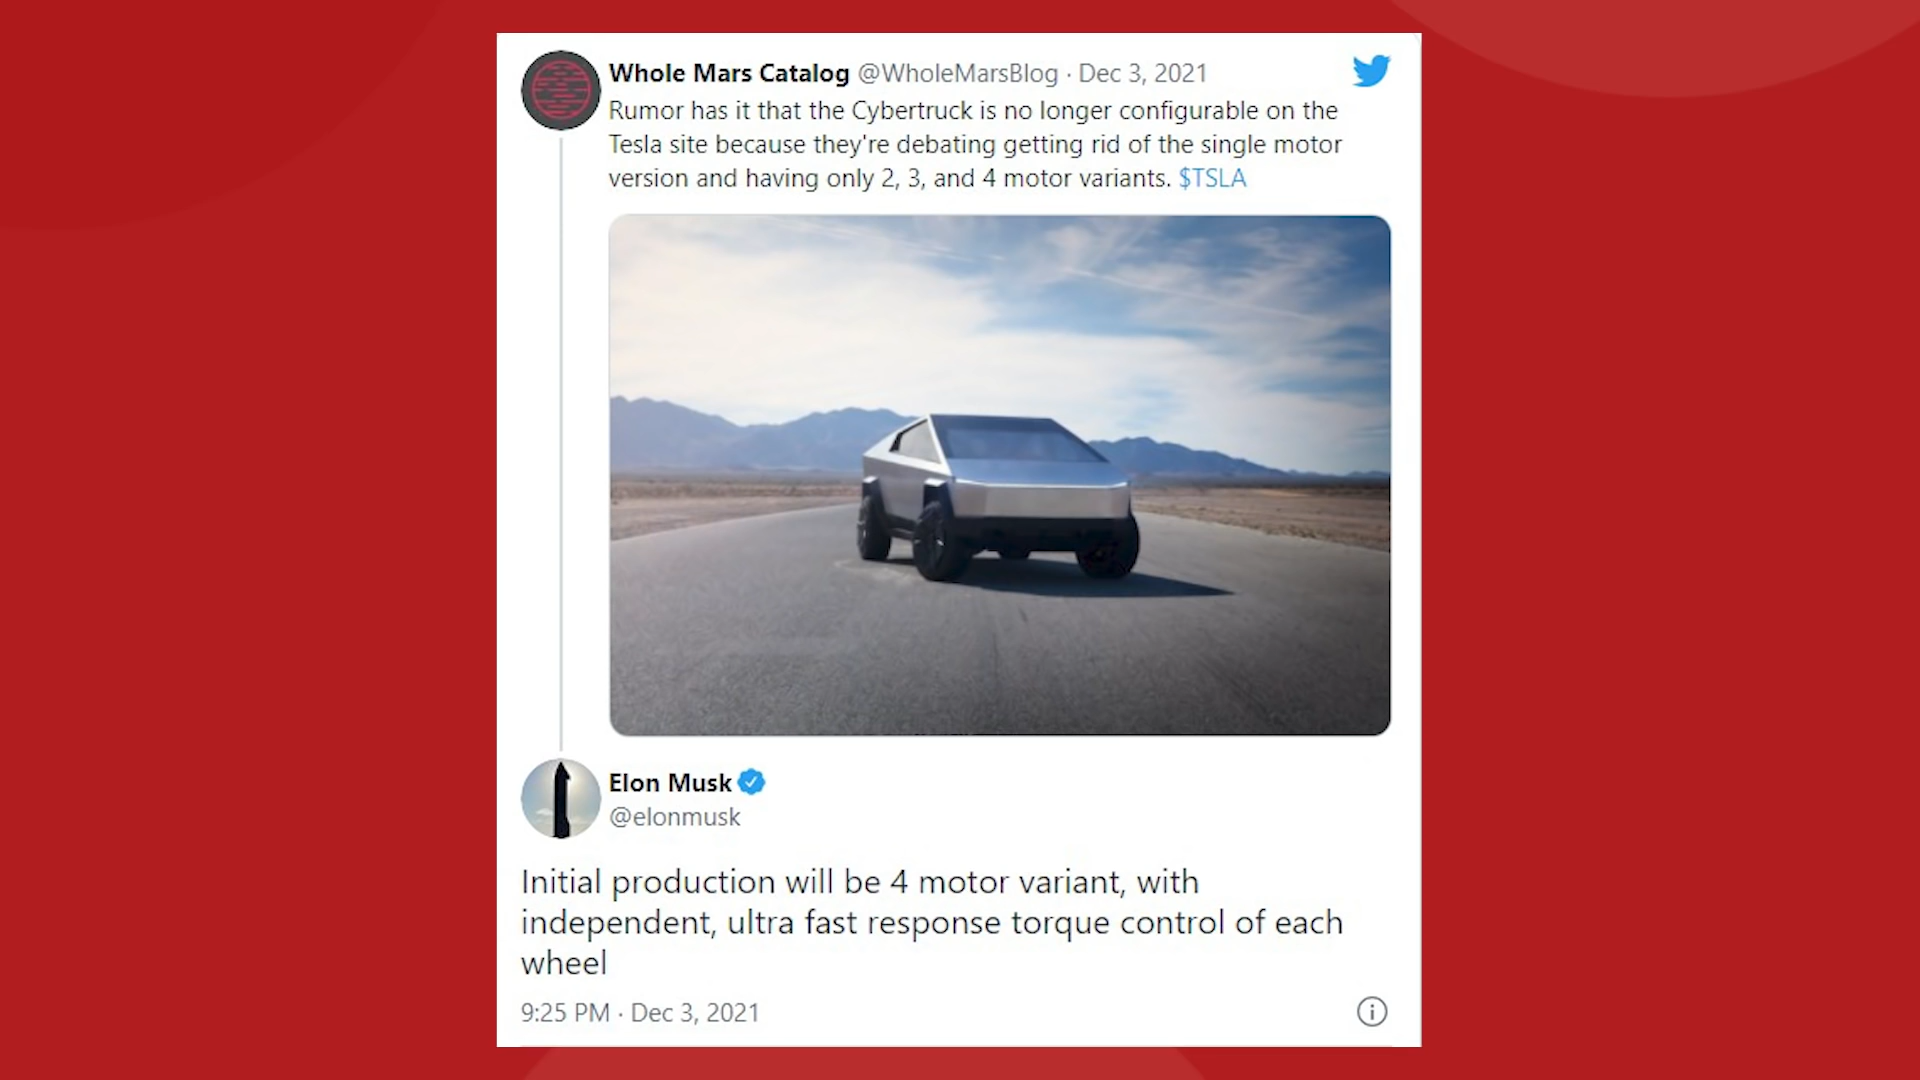 Whole Mars Catalog @WholeMarsBlog · Dec 3, 2021
Rumor has it that the Cybertruck is no longer configurable on the
Tesla site because they're debating getting rid of the single motor
version and having only 2, 3, and 4 motor variants. $TSLA
Elon Musk
@elonmusk
Initial production will be 4 motor variant, with
independent, ultra fast response torque control of each
wheel
9:25 PM · Dec 3, 2021